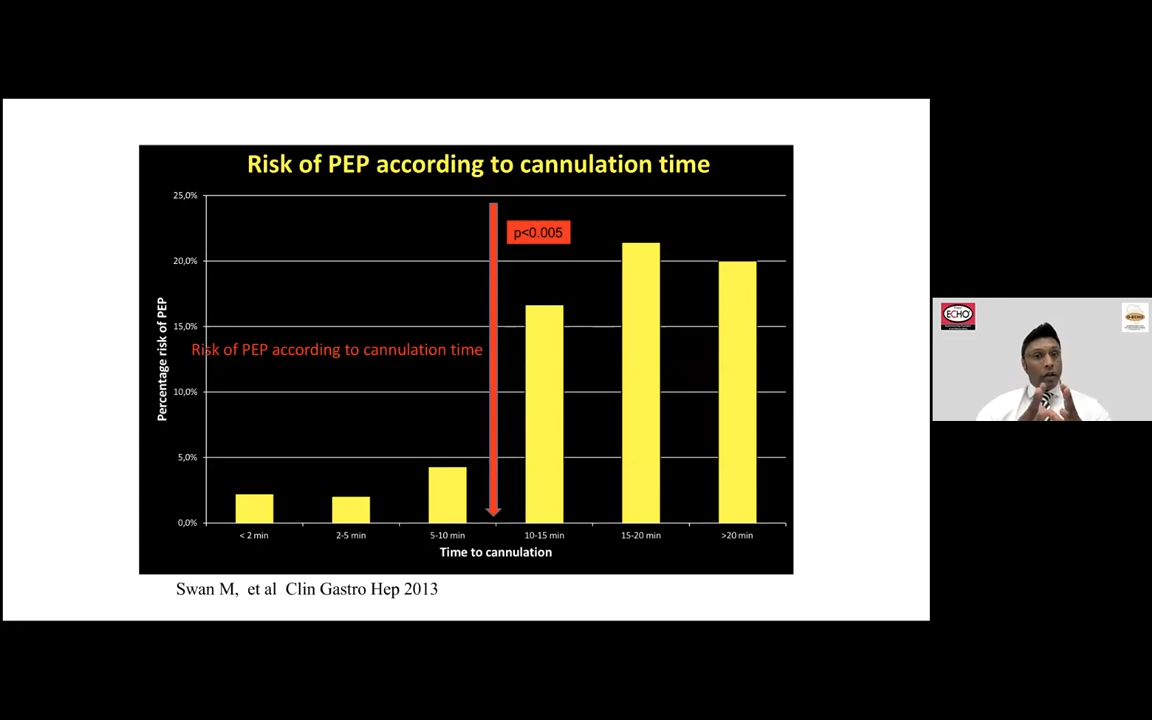 Risk of PEP according to cannulation time
25,0%
20,0%
15,0%
10,0%
5,0%
0,0%
Percentage risk of PEP
p<0.005
Risk of PEP according to cannulation time
< 2 min
2-5 min
5-10 min
10-15 min
15-20 min
>20 min
Time to cannulation
Swan M, et al Clin Gastro Hep 2013
ECHO